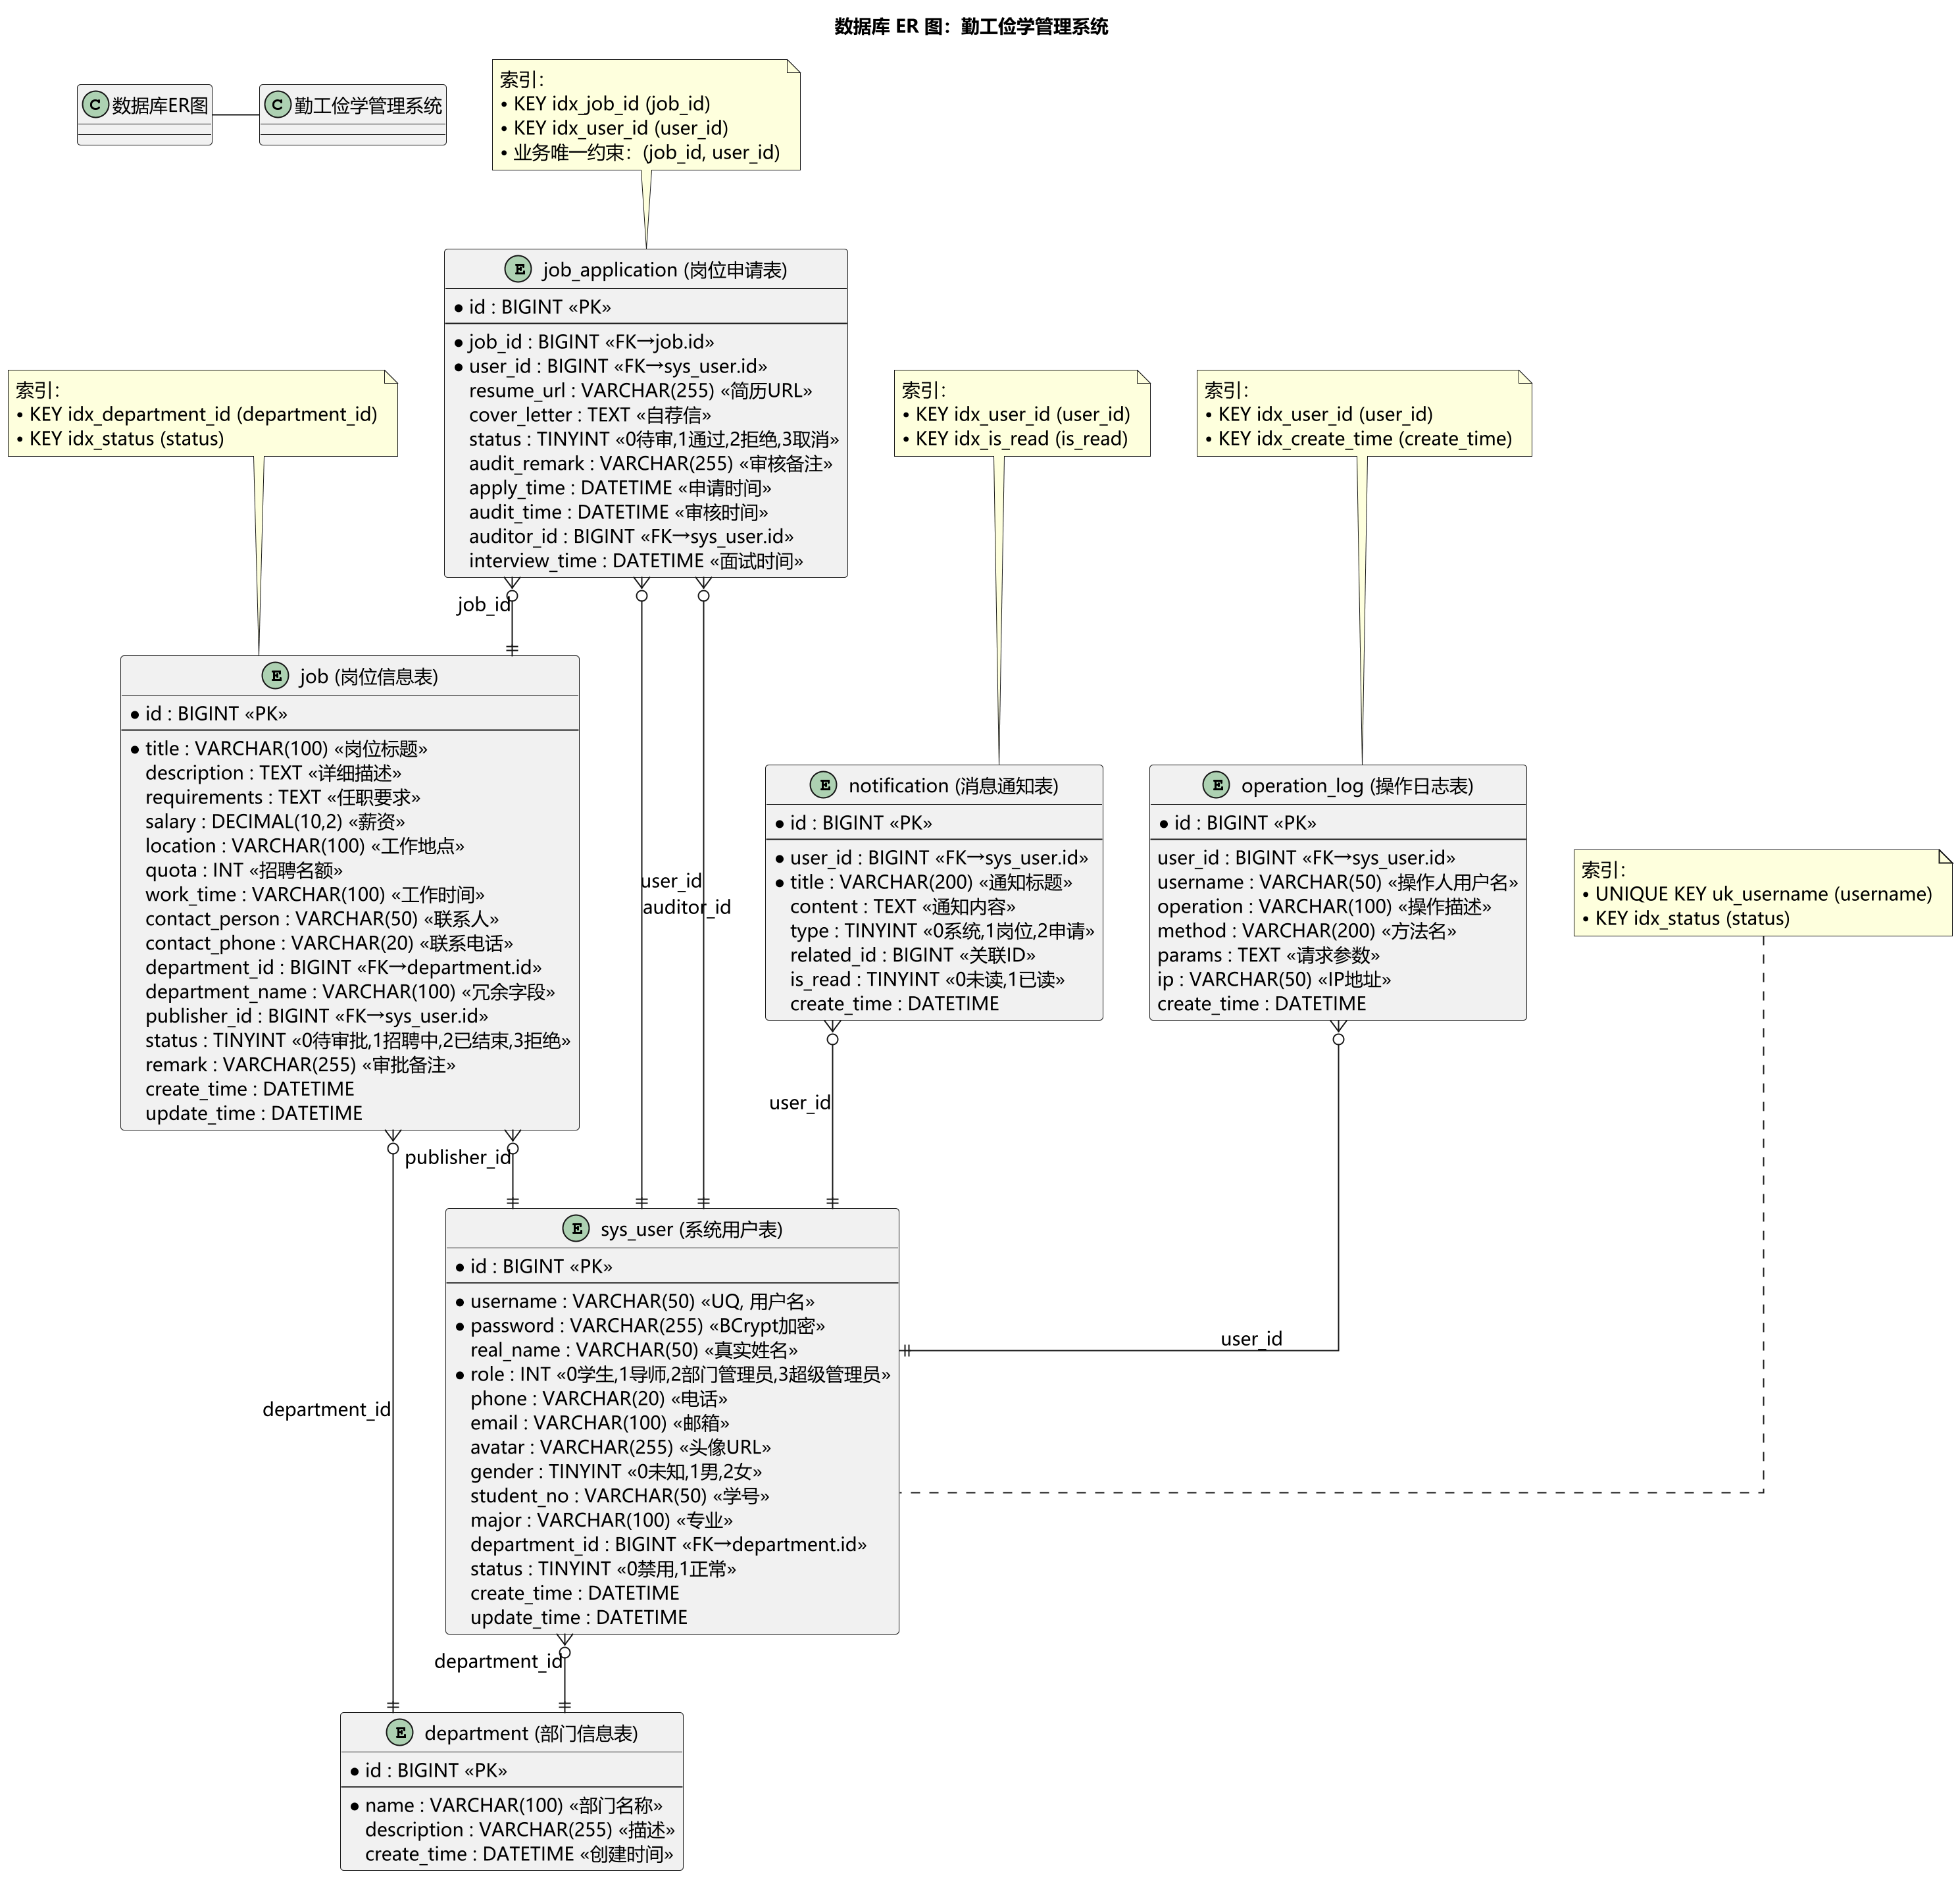 数据库 ER 图：勤工俭学管理系统
C 数据库ER图
C 勤工俭学管理系统
索引：
• KEY idx_job_id (job_id)
• KEY idx_user_id (user_id)
• 业务唯一约束：(job_id, user_id)
E job_application (岗位申请表)
• id : BIGINT «PK»
• job_id : BIGINT «FK→job.id»
• user_id : BIGINT «FK→sys_user.id»
resume_url : VARCHAR(255) «简历URL»
cover_letter : TEXT «自荐信»
status : TINYINT «0待审,1通过,2拒绝,3取消»
audit_remark : VARCHAR(255) «审核备注»
apply_time : DATETIME «申请时间»
audit_time : DATETIME «审核时间»
auditor_id : BIGINT «FK→sys_user.id»
interview_time : DATETIME «面试时间»
索引：
• KEY idx_department_id (department_id)
• KEY idx_status (status)
索引：
• KEY idx_user_id (user_id)
• KEY idx_is_read (is_read)
索引：
• KEY idx_user_id (user_id)
• KEY idx_create_time (create_time)
job_id
E job (岗位信息表)
• id : BIGINT «PK»
• title : VARCHAR(100) «岗位标题»
description : TEXT «详细描述»
requirements : TEXT «任职要求»
salary : DECIMAL(10,2) «薪资»
location : VARCHAR(100) «工作地点»
quota : INT «招聘名额»
work_time : VARCHAR(100) «工作时间»
contact_person : VARCHAR(50) «联系人»
contact_phone : VARCHAR(20) «联系电话»
department_id : BIGINT «FK→department.id»
department_name : VARCHAR(100) «冗余字段»
publisher_id : BIGINT «FK→sys_user.id»
status : TINYINT «0待审批,1招聘中,2已结束,3拒绝»
remark : VARCHAR(255) «审批备注»
create_time : DATETIME
update_time : DATETIME
user_id
auditor_id
E notification (消息通知表)
• id : BIGINT «PK»
• user_id : BIGINT «FK→sys_user.id»
• title : VARCHAR(200) «通知标题»
content : TEXT «通知内容»
type : TINYINT «0系统,1岗位,2申请»
related_id : BIGINT «关联ID»
is_read : TINYINT «0未读,1已读»
create_time : DATETIME
E operation_log (操作日志表)
• id : BIGINT «PK»
user_id : BIGINT «FK→sys_user.id»
username : VARCHAR(50) «操作人用户名»
operation : VARCHAR(100) «操作描述»
method : VARCHAR(200) «方法名»
params : TEXT «请求参数»
ip : VARCHAR(50) «IP地址»
create_time : DATETIME
索引：
• UNIQUE KEY uk_username (username)
• KEY idx_status (status)
user_id
publisher_id
E sys_user (系统用户表)
• id : BIGINT «PK»
• username : VARCHAR(50) «UQ, 用户名»
• password : VARCHAR(255) «BCrypt加密»
real_name : VARCHAR(50) «真实姓名»
• role : INT «0学生,1导师,2部门管理员,3超级管理员»
phone : VARCHAR(20) «电话»
email : VARCHAR(100) «邮箱»
avatar : VARCHAR(255) «头像URL»
gender : TINYINT «0未知,1男,2女»
student_no : VARCHAR(50) «学号»
major : VARCHAR(100) «专业»
department_id : BIGINT «FK→department.id»
status : TINYINT «0禁用,1正常»
create_time : DATETIME
update_time : DATETIME
user_id
department_id
department_id
E department (部门信息表)
• id : BIGINT «PK»
• name : VARCHAR(100) «部门名称»
description : VARCHAR(255) «描述»
create_time : DATETIME «创建时间»